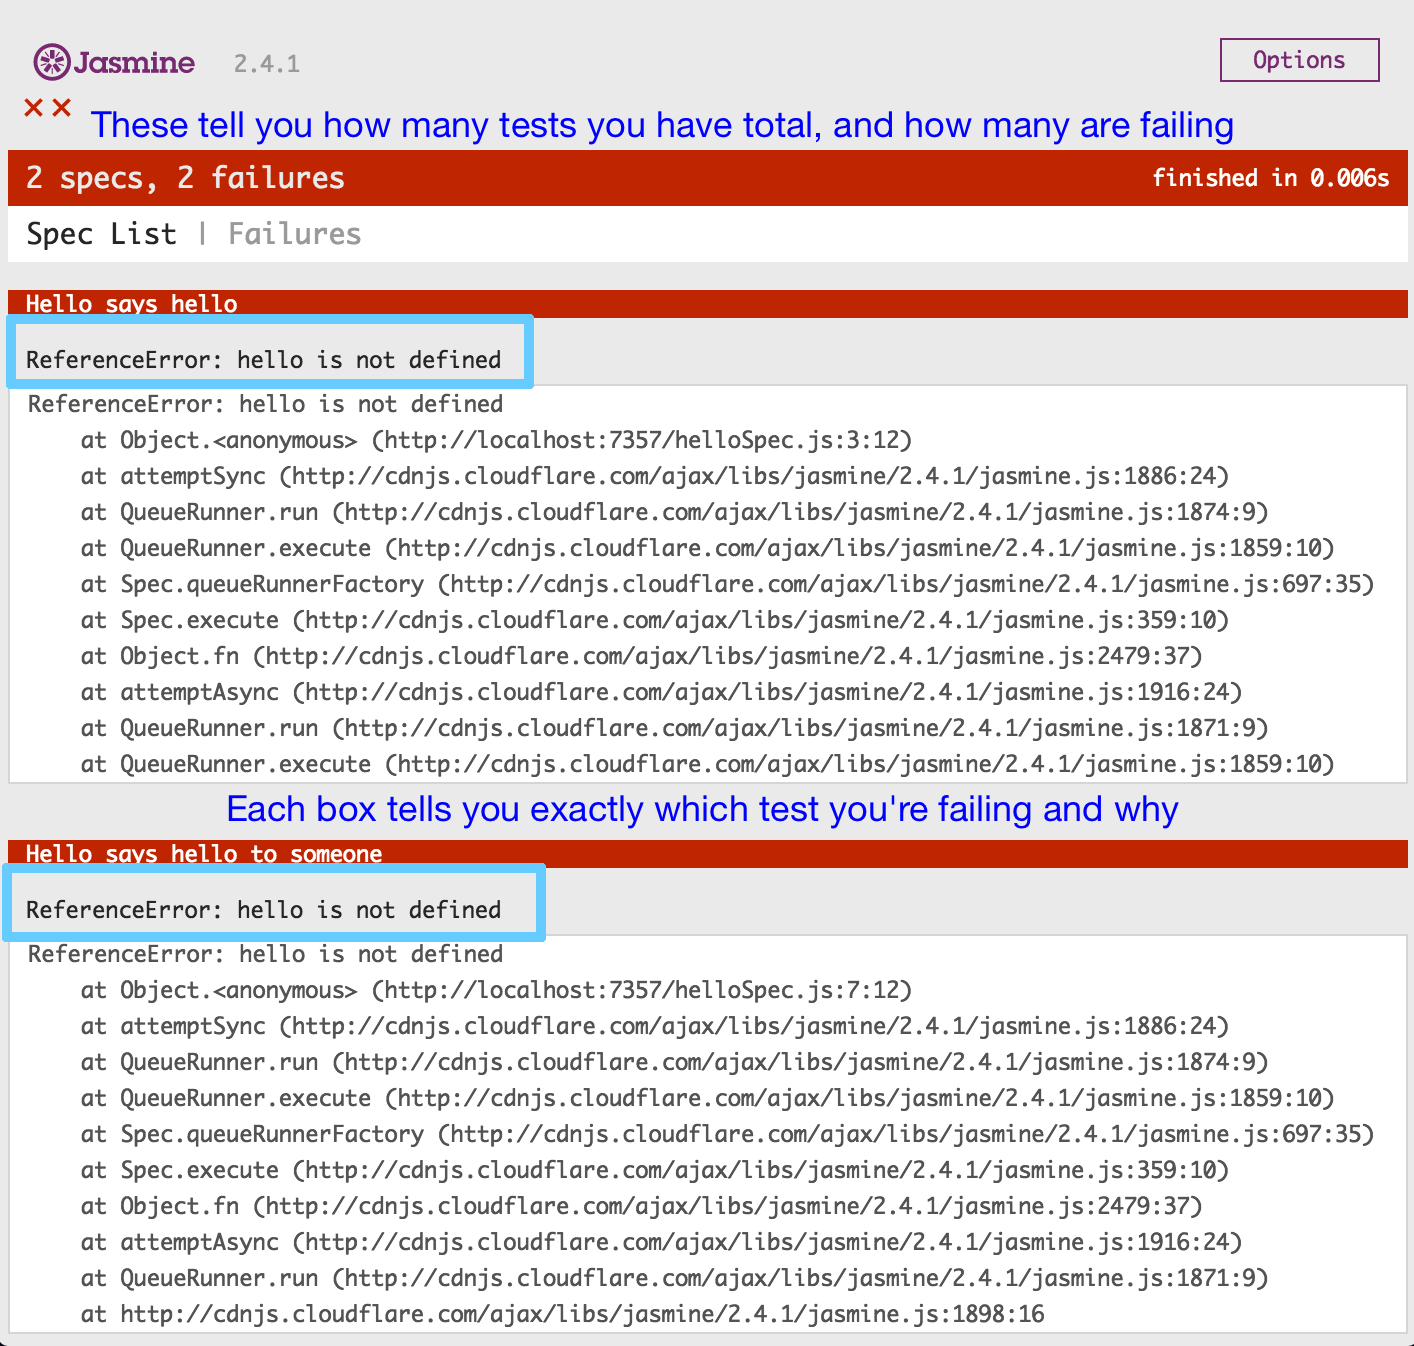 Jasmine 2.4.1 Options
××
These tell you how many tests you have total, and how many are failing
2 specs, 2 failures finished in 0.006s
Spec List | Failures
Hello says hello
ReferenceError: hello is not defined
ReferenceError: hello is not defined
at Object.<anonymous> (http://localhost:7357/helloSpec.js:3:12)
at attemptSync (http://cdnjs.cloudflare.com/ajax/libs/jasmine/2.4.1/jasmine.js:1886:24)
at QueueRunner.run (http://cdnjs.cloudflare.com/ajax/libs/jasmine/2.4.1/jasmine.js:1874:9)
at QueueRunner.execute (http://cdnjs.cloudflare.com/ajax/libs/jasmine/2.4.1/jasmine.js:1859:10)
at Spec.queueRunnerFactory (http://cdnjs.cloudflare.com/ajax/libs/jasmine/2.4.1/jasmine.js:697:35)
at Spec.execute (http://cdnjs.cloudflare.com/ajax/libs/jasmine/2.4.1/jasmine.js:359:10)
at Object.fn (http://cdnjs.cloudflare.com/ajax/libs/jasmine/2.4.1/jasmine.js:2479:37)
at attemptAsync (http://cdnjs.cloudflare.com/ajax/libs/jasmine/2.4.1/jasmine.js:1916:24)
at QueueRunner.run (http://cdnjs.cloudflare.com/ajax/libs/jasmine/2.4.1/jasmine.js:1871:9)
at QueueRunner.execute (http://cdnjs.cloudflare.com/ajax/libs/jasmine/2.4.1/jasmine.js:1859:10)
Each box tells you exactly which test you're failing and why
Hello says hello to someone
ReferenceError: hello is not defined
ReferenceError: hello is not defined
at Object.<anonymous> (http://localhost:7357/helloSpec.js:7:12)
at attemptSync (http://cdnjs.cloudflare.com/ajax/libs/jasmine/2.4.1/jasmine.js:1886:24)
at QueueRunner.run (http://cdnjs.cloudflare.com/ajax/libs/jasmine/2.4.1/jasmine.js:1874:9)
at QueueRunner.execute (http://cdnjs.cloudflare.com/ajax/libs/jasmine/2.4.1/jasmine.js:1859:10)
at Spec.queueRunnerFactory (http://cdnjs.cloudflare.com/ajax/libs/jasmine/2.4.1/jasmine.js:697:35)
at Spec.execute (http://cdnjs.cloudflare.com/ajax/libs/jasmine/2.4.1/jasmine.js:359:10)
at Object.fn (http://cdnjs.cloudflare.com/ajax/libs/jasmine/2.4.1/jasmine.js:2479:37)
at attemptAsync (http://cdnjs.cloudflare.com/ajax/libs/jasmine/2.4.1/jasmine.js:1916:24)
at QueueRunner.run (http://cdnjs.cloudflare.com/ajax/libs/jasmine/2.4.1/jasmine.js:1871:9)
at http://cdnjs.cloudflare.com/ajax/libs/jasmine/2.4.1/jasmine.js:1898:16